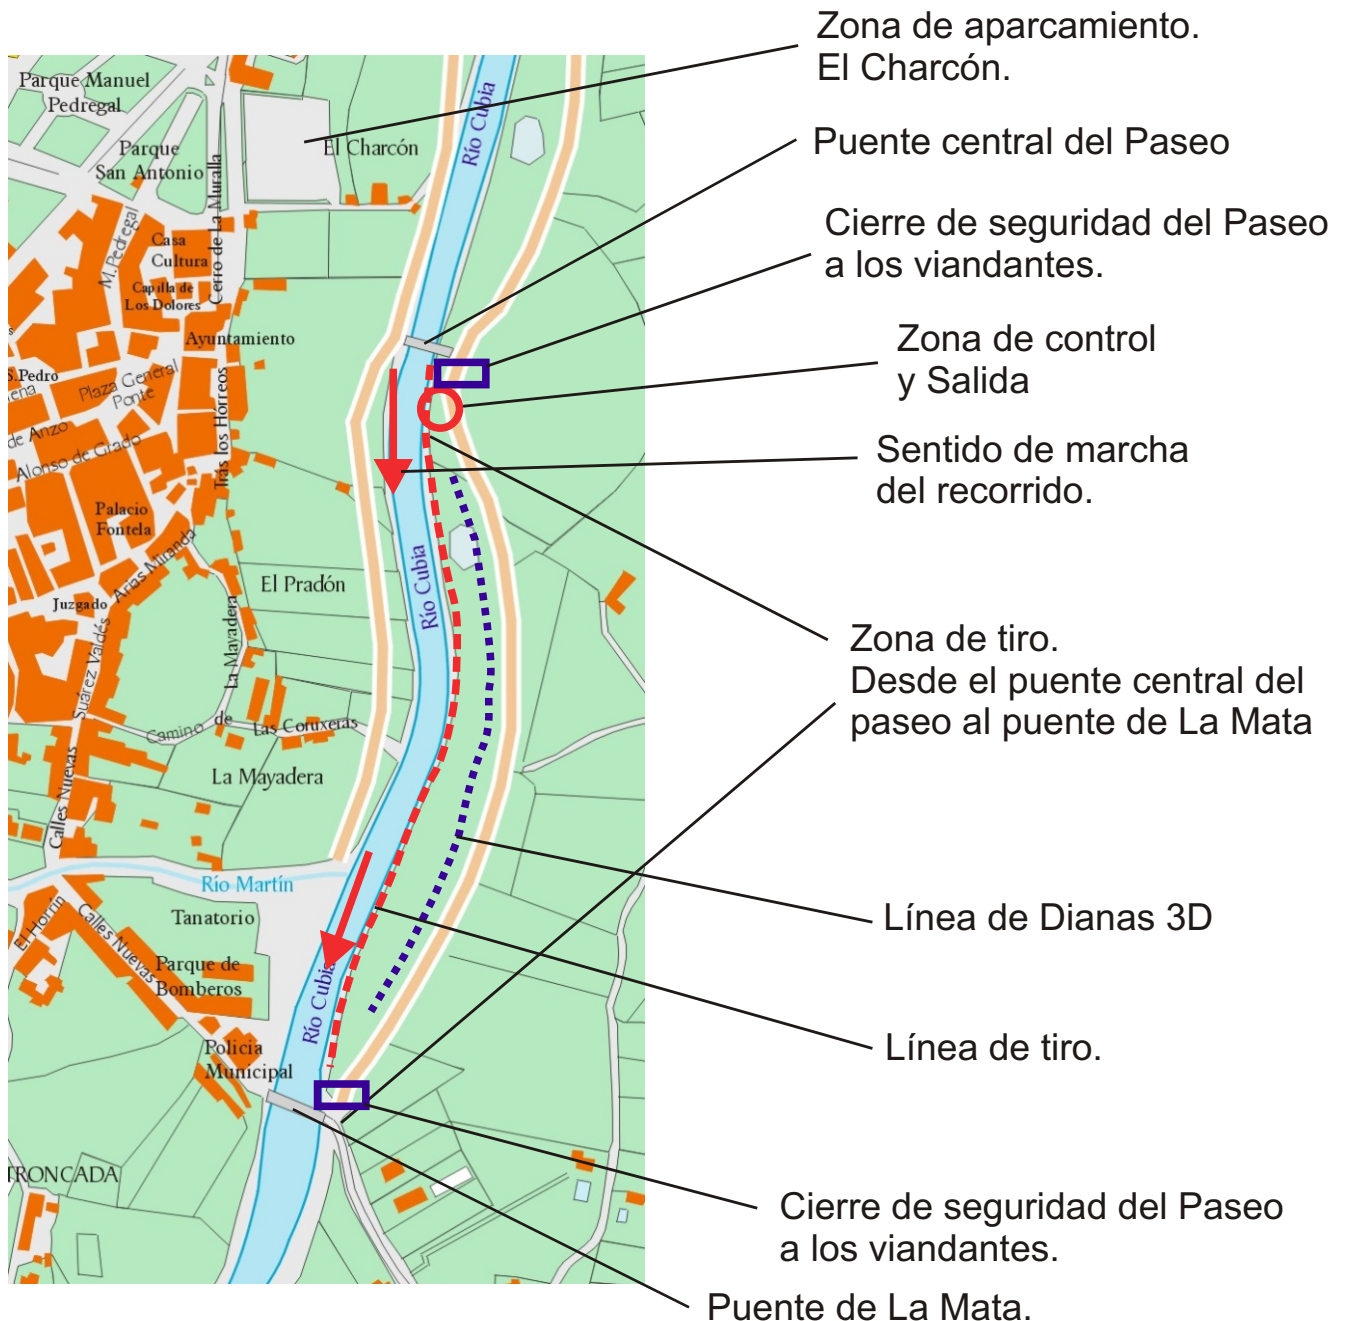 Zona de aparcamiento.
El Charcón.
Puente central del Paseo
Cierre de seguridad del Paseo
a los viandantes.
Zona de control
y Salida
Sentido de marcha
del recorrido.
Zona de tiro.
Desde el puente central del
paseo al puente de La Mata
Línea de Dianas 3D
Línea de tiro.
Cierre de seguridad del Paseo
a los viandantes.
Puente de La Mata.
Parque Manuel
Pedregal
Parque
San Antonio
El Charcón
Río Cubia
Cerro de La Muralla
M. Pedregal
Casa
Cultura
Capilla de
Los Dolores
Ayuntamiento
S.Pedro
Plaza General
Ponte
de Anzo
Alonso de Grado
Trás los Hórreos
Palacio
Fontela
Arias Miranda
El Pradón
Río Cubia
Juzgado
La Mayadera
Suárez Valdés
Camino de Las Coruxeras
La Mayadera
Calles Nuevas
Río Martín
Tanatorio
El Horrín
Calles Nuevas
Parque de
Bomberos
Río Cubia
Policia
Municipal
TRONCADA